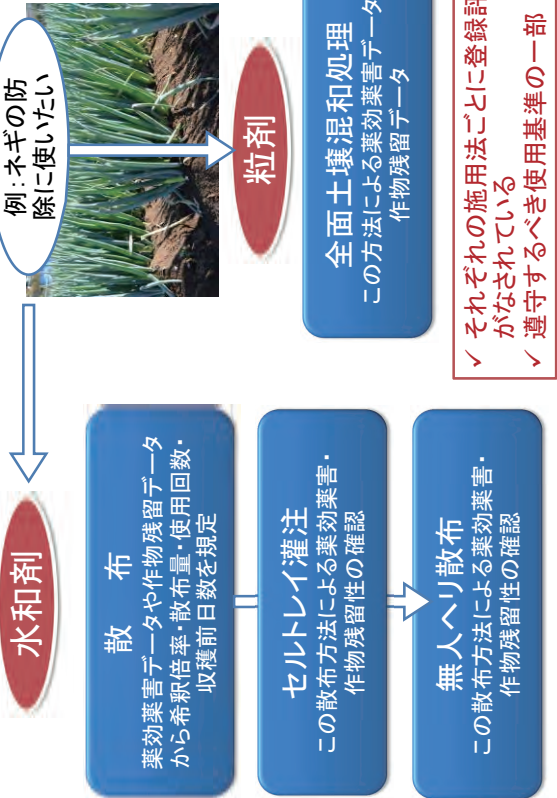 例：ネギの防
除に使いたい
水和剤
散　布
薬効薬害データや作物残留データ
から希釈倍率・散布量・使用回数・
収穫前日数を規定
セルトレイ灌注
この散布方法による薬効薬害・
作物残留性の確認
無人ヘリ散布
この散布方法による薬効薬害・
作物残留性の確認
粒剤
全面土壌混和処理
この方法による薬効薬害データ
作物残留データ
✓ それぞれの施用法ごとに登録評
がなされている
✓ 遵守するべき使用基準の一部